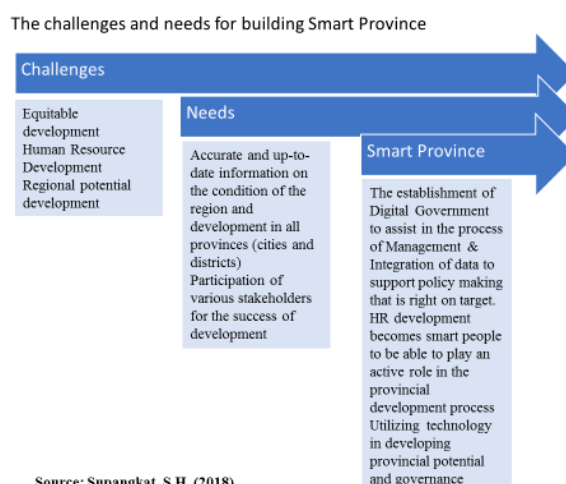 The challenges and needs for building Smart Province
Challenges
Equitable
development
Human Resource
Development
Regional potential
development
Needs
Accurate and up-to-
date information on
the condition of the
region and
development in all
provinces (cities and
districts)
Participation of
various stakeholders
for the success of
development
Smart Province
The establishment of
Digital Government
to assist in the process
of Management &
Integration of data to
support policy making
that is right on target.
HR development
becomes smart people
to be able to play an
active role in the
provincial
development process
Utilizing technology
in developing
provincial potential
and governance
Source: Supangkat, S.H. (2018)